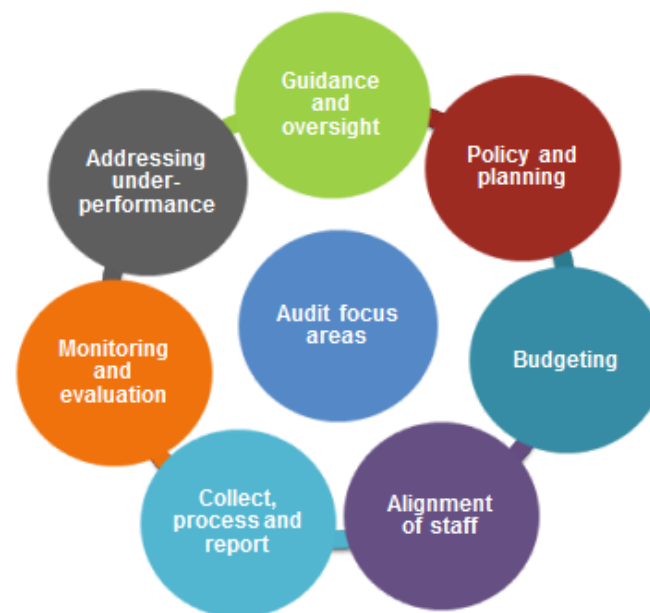 Guidance
and
oversight
Policy and
planning
Budgeting
Alignment
of staff
Collect,
process and
report
Monitoring
and
evaluation
Addressing
under-
performance
Audit focus
areas